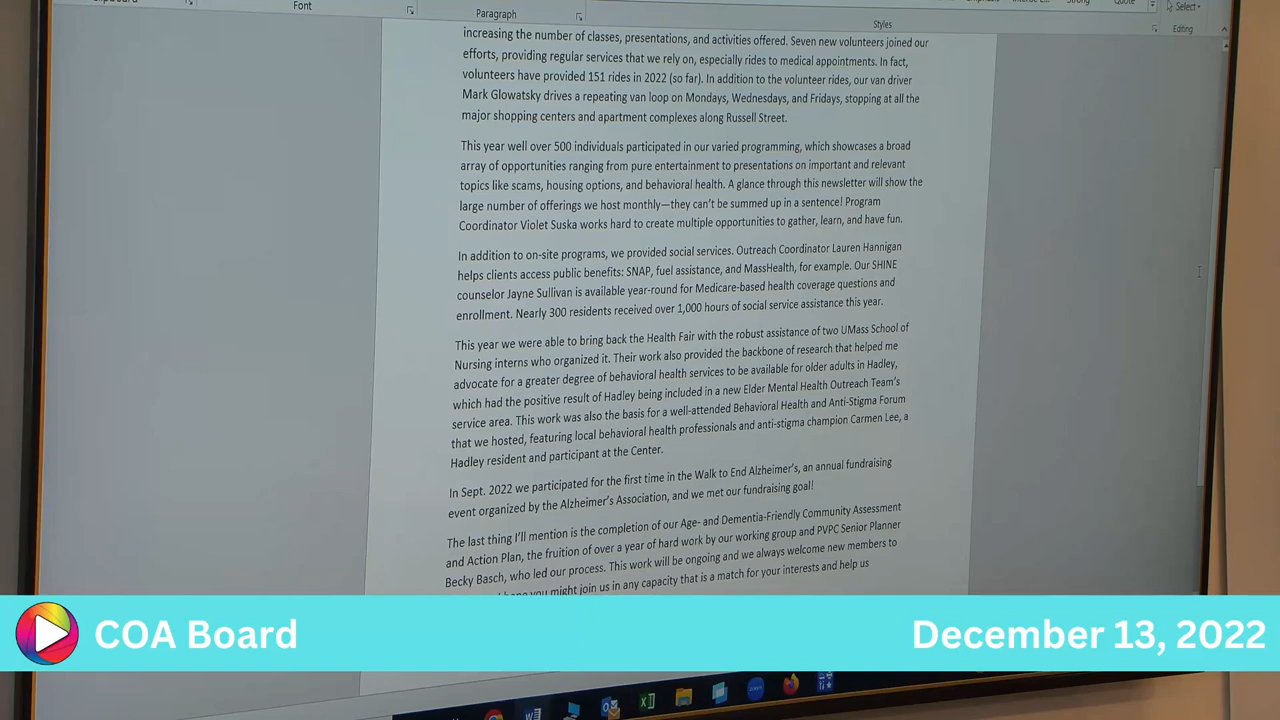 Font
Paragraph
Styles
Select
Editing
increasing the number of classes, presentations, and activities offered. Seven new volunteers joined our
efforts, providing regular services that we rely on, especially rides to medical appointments. In fact,
volunteers have provided 151 rides in 2022 (so far). In addition to the volunteer rides, our van driver
Mark Glowatsky drives a repeating van loop on Mondays, Wednesdays, and Fridays, stopping at all the
major shopping centers and apartment complexes along Russell Street.
This year well over 500 individuals participated in our varied programming, which showcases a broad
array of opportunities ranging from pure entertainment to presentations on important and relevant
topics like scams, housing options, and behavioral health. A glance through this newsletter will show the
large number of offerings we host monthly—they can't be summed up in a sentence! Program
Coordinator Violet Suska works hard to create multiple opportunities to gather, learn, and have fun.
In addition to on-site programs, we provided social services. Outreach Coordinator Lauren Hannigan
helps clients access public benefits: SNAP, fuel assistance, and MassHealth, for example. Our SHINE
counselor Jayne Sullivan is available year-round for Medicare-based health coverage questions and
enrollment. Nearly 300 residents received over 1,000 hours of social service assistance this year.
This year we were able to bring back the Health Fair with the robust assistance of two UMass School of
Nursing interns who organized it. Their work also provided the backbone of research that helped me
advocate for a greater degree of behavioral health services to be available for older adults in Hadley,
which had the positive result of Hadley being included in a new Elder Mental Health Outreach Team's
service area. This work was also the basis for a well-attended Behavioral Health and Anti-Stigma Forum
that we hosted, featuring local behavioral health professionals and anti-stigma champion Carmen Lee, a
Hadley resident and participant at the Center.
In Sept. 2022 we participated for the first time in the Walk to End Alzheimer's, an annual fundraising
event organized by the Alzheimer's Association, and we met our fundraising goal!
The last thing I'll mention is the completion of our Age- and Dementia-Friendly Community Assessment
and Action Plan, the fruition of over a year of hard work by our working group and PVPC Senior Planner
Becky Basch, who led our process. This work will be ongoing and we always welcome new members to
you might join us in any capacity that is a match for your interests and help us
COA Board
December 13, 2022